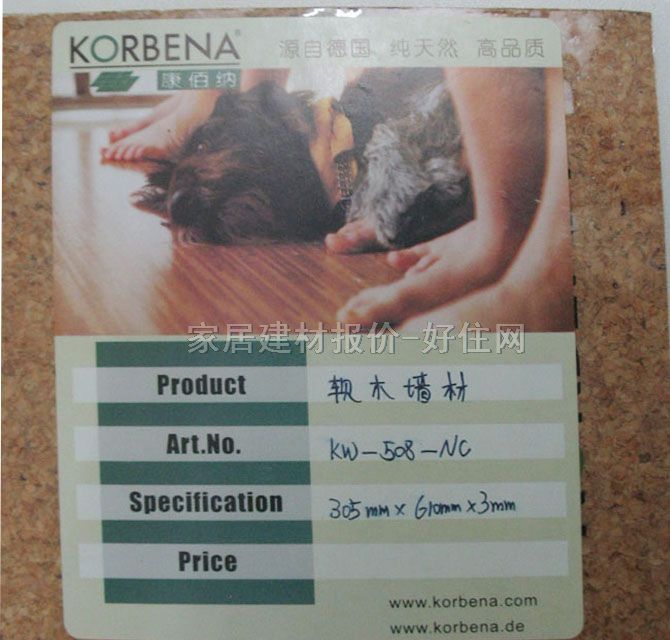 KORBENA®
康佰纳
源自德国 纯天然 高品质
家居建材报价-好住网
Product 软木墙材
Art.No. KW-508-NC
Specification 305mm×610mm×3mm
Price
www.korbena.com
www.korbena.de